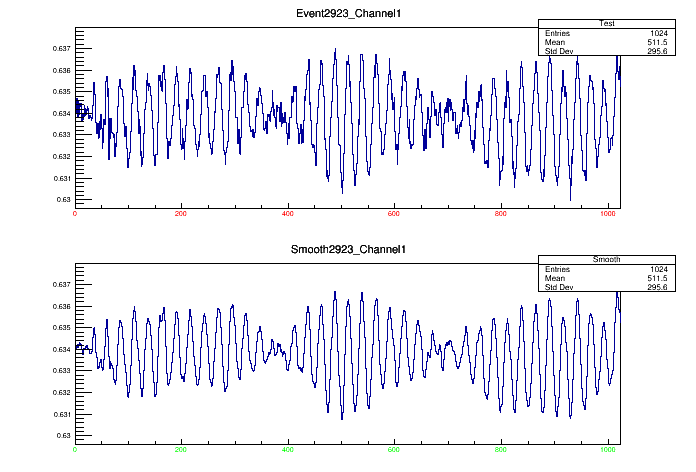 Event2923_Channel1
Test
Entries 1024
Mean 511.5
Std Dev 295.6
0.637
0.636
0.635
0.634
0.633
0.632
0.631
0.63
0 200 400 600 800 1000
Smooth2923_Channel1
Smooth
Entries 1024
Mean 511.5
Std Dev 295.6
0.637
0.636
0.635
0.634
0.633
0.632
0.631
0.63
0 200 400 600 800 1000